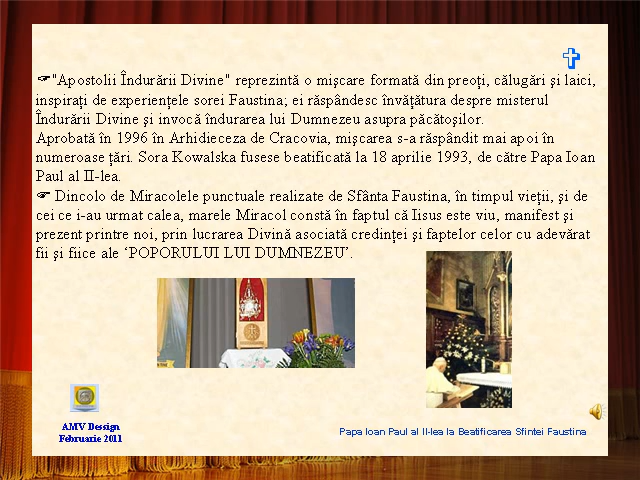 ☞"Apostolii Îndurării Divine" reprezintă o mişcare formată din preoţi, călugări şi laici,
inspiraţi de experienţele sorei Faustina; ei răspândesc învăţătura despre misterul
Îndurării Divine şi invocă îndurarea lui Dumnezeu asupra păcătoşilor.
Aprobată în 1996 în Arhidieceza de Cracovia, mişcarea s-a răspândit mai apoi în
numeroase ţări. Sora Kowalska fusese beatificată la 18 aprilie 1993, de către Papa Ioan
Paul al II-lea.
☞ Dincolo de Miracolele punctuale realizate de Sfânta Faustina, în timpul vieţii, şi de
cei ce i-au urmat calea, marele Miracol constă în faptul că Iisus este viu, manifest şi
prezent printre noi, prin lucrarea Divină asociată credinţei şi faptelor celor cu adevărat
fii şi fiice ale ‘POPORULUI LUI DUMNEZEU’.
AMV Dessign
Februarie 2011
Papa Ioan Paul al II-lea la Beatificarea Sfintei Faustina